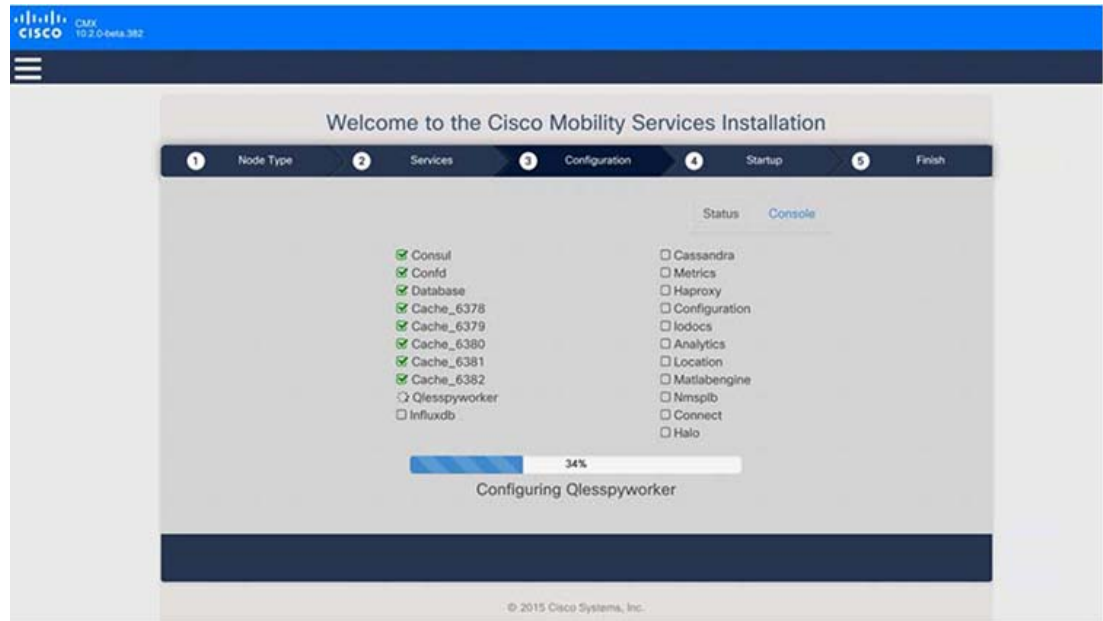 CISCO
CMX
10.2.0-beta.382
Welcome to the Cisco Mobility Services Installation
1 Node Type 2 Services 3 Configuration 4 Startup 5 Finish
Status Console
Consul
Confd
Database
Cache_6378
Cache_6379
Cache_6380
Cache_6381
Cache_6382
Qlesspyworker
Influxdb
Cassandra
Metrics
Haproxy
Configuration
Iodocs
Analytics
Location
Matlabengine
Nmsplb
Connect
Halo
34%
Configuring Qlesspyworker
© 2015 Cisco Systems, Inc.